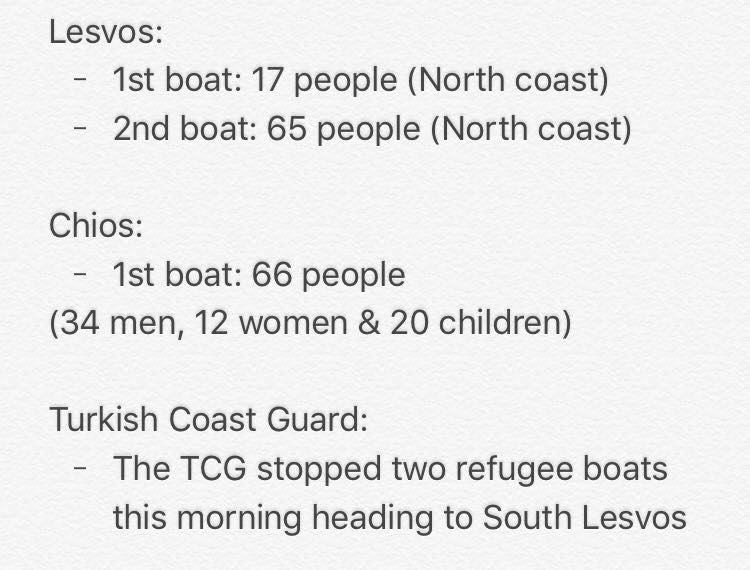 Lesvos:
- 1st boat: 17 people (North coast)
- 2nd boat: 65 people (North coast)
Chios:
- 1st boat: 66 people
(34 men, 12 women & 20 children)
Turkish Coast Guard:
- The TCG stopped two refugee boats
this morning heading to South Lesvos